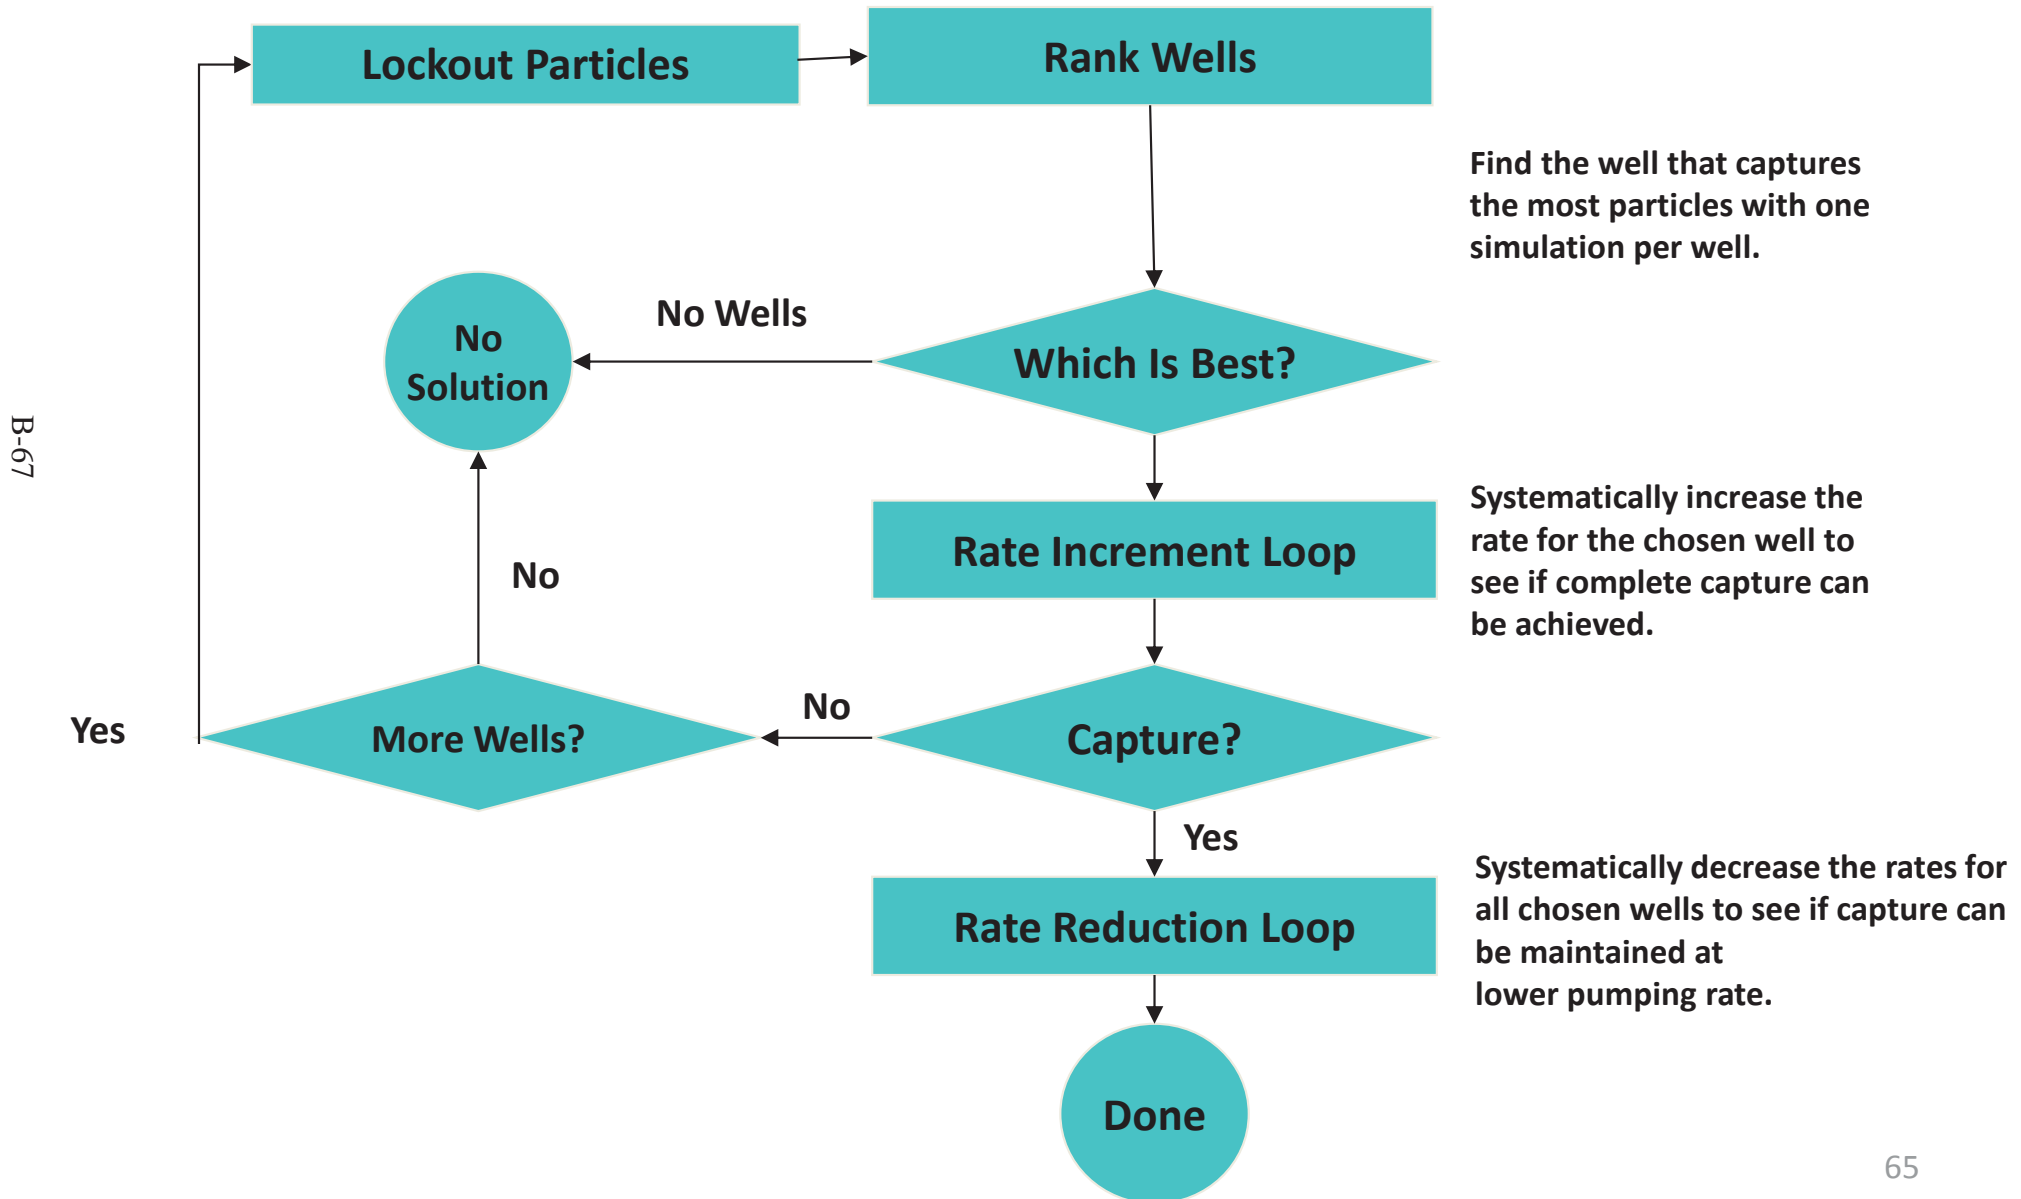 Lockout Particles
Rank Wells
Find the well that captures
the most particles with one
simulation per well.
No Wells
No
Solution
Which Is Best?
B-67
Systematically increase the
rate for the chosen well to
see if complete capture can
be achieved.
Rate Increment Loop
No
Yes
More Wells?
No
Capture?
Yes
Rate Reduction Loop
Systematically decrease the rates for
all chosen wells to see if capture can
be maintained at
lower pumping rate.
Done
65